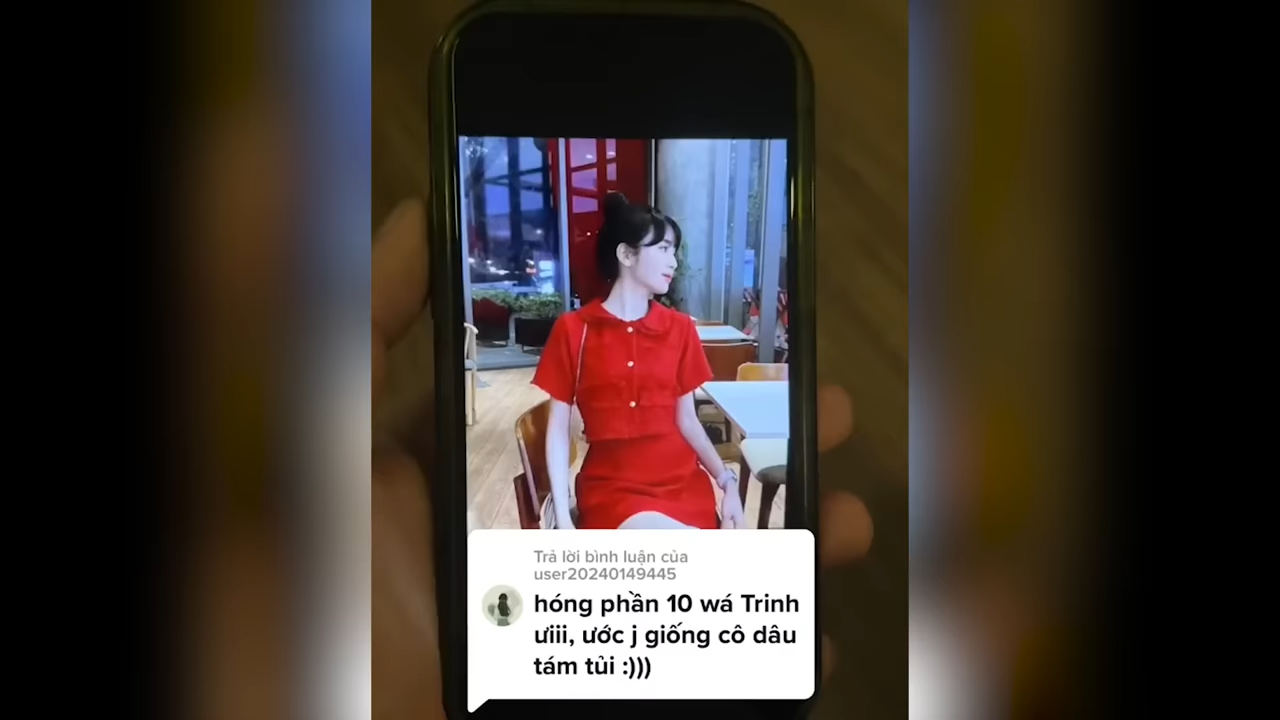 Trả lời bình luận của
user20240149445
hóng phần 10 wá Trinh
ưiii, ước j giống cô dâu
tám tủi :)))